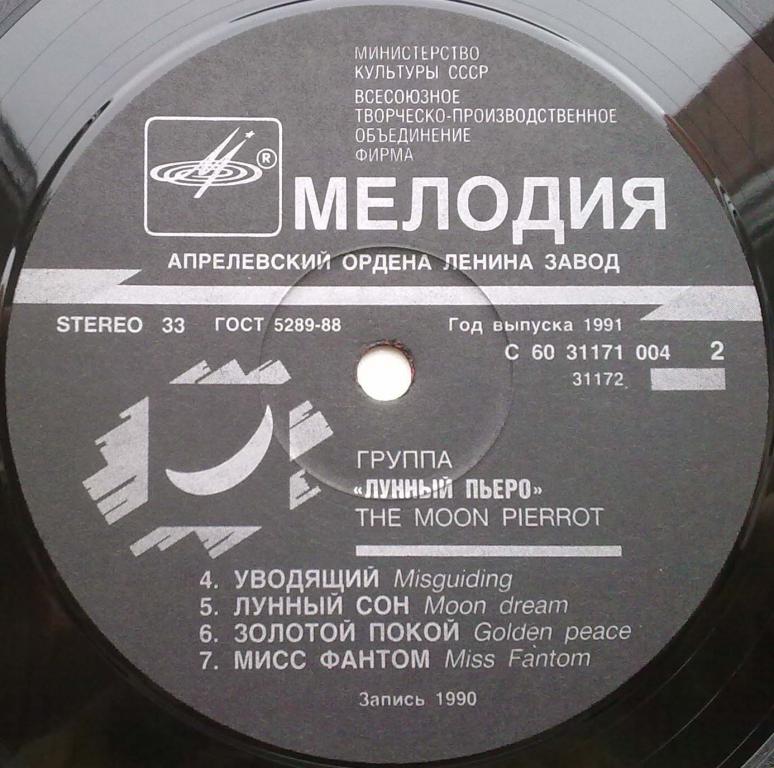 МИНИСТЕРСТВО
КУЛЬТУРЫ СССР
ВСЕСОЮЗНОЕ
ТВОРЧЕСКО-ПРОИЗВОДСТВЕННОЕ
ОБЪЕДИНЕНИЕ
ФИРМА
®
МЕЛОДИЯ
АПРЕЛЕВСКИЙ ОРДЕНА ЛЕНИНА ЗАВОД
STEREO 33 ГОСТ 5289-88 Год выпуска 1991
С 60 31171 004 2
31172
ГРУППА
«ЛУННЫЙ ПЬЕРО»
THE MOON PIERROT
4. УВОДЯЩИЙ Misguiding
5. ЛУННЫЙ СОН Moon dream
6. ЗОЛОТОЙ ПОКОЙ Golden peace
7. МИСС ФАНТОМ Miss Fantom
Запись 1990